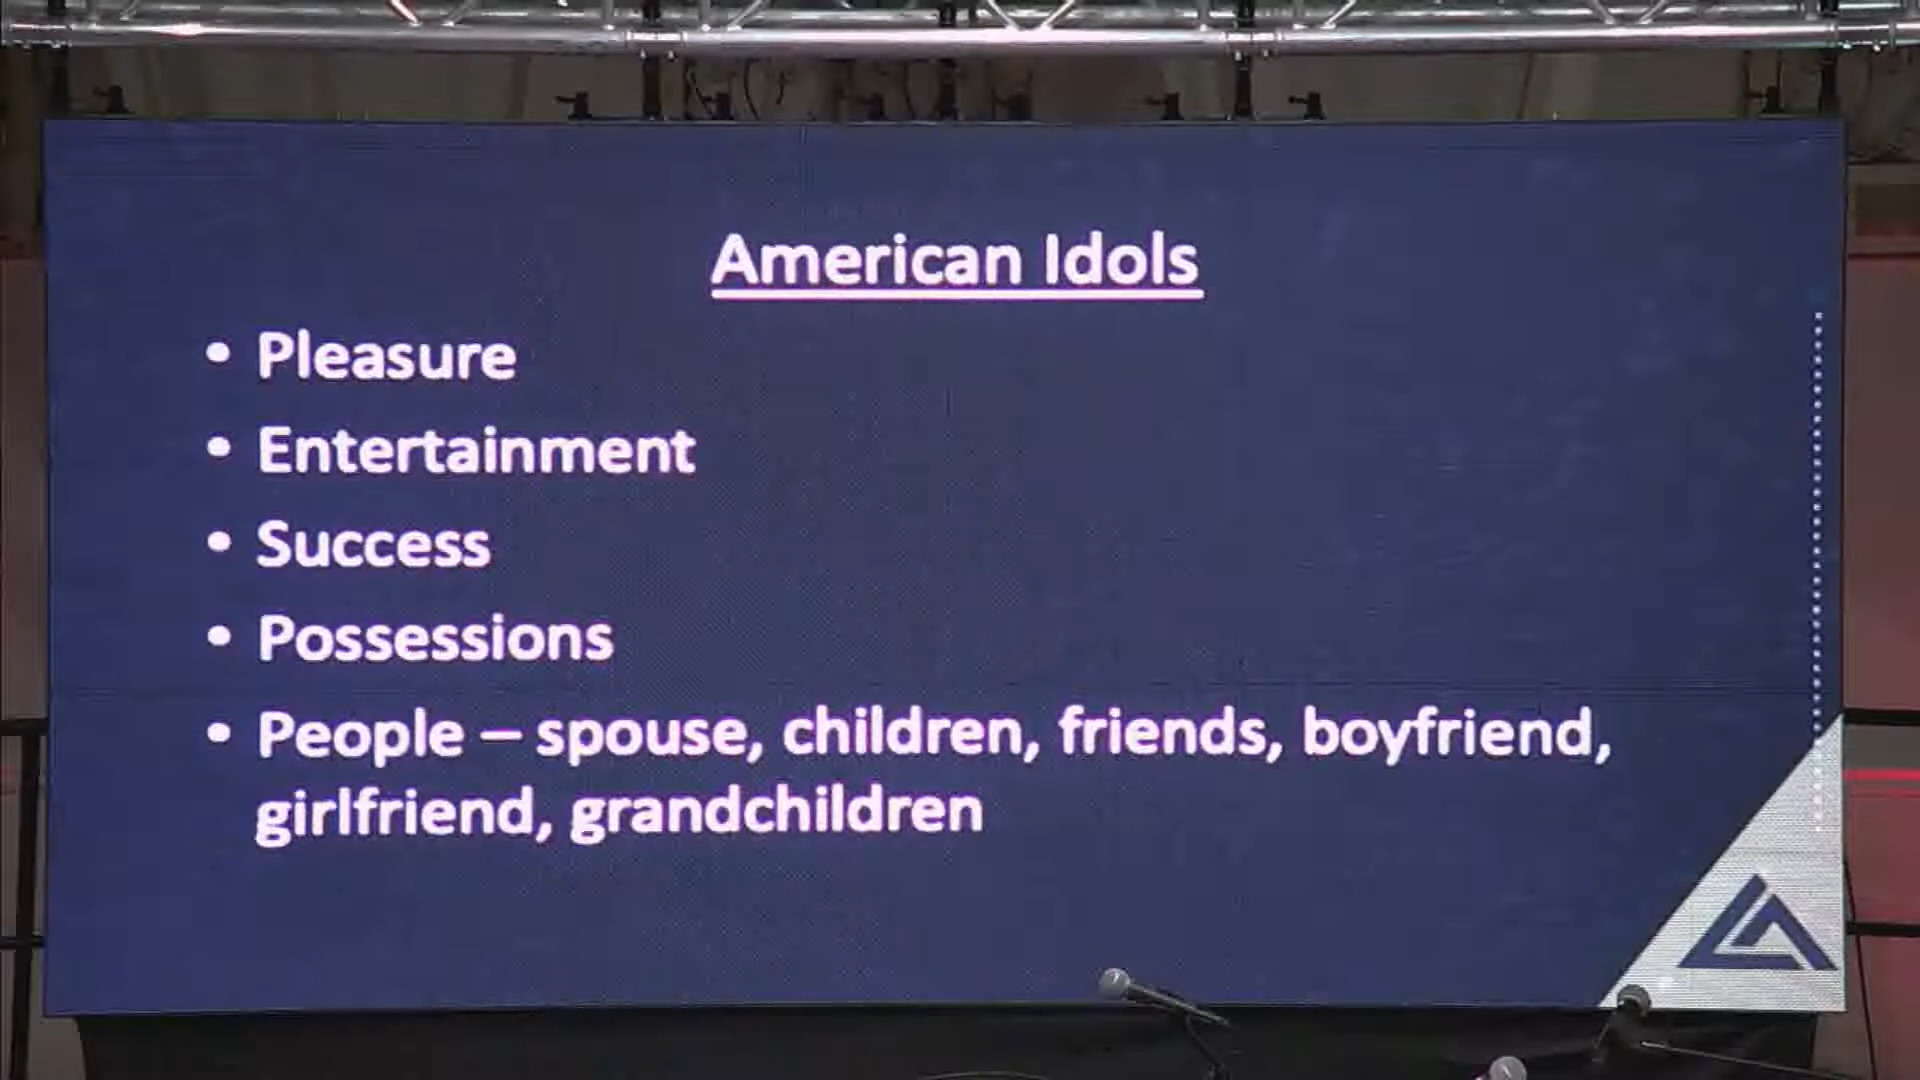 American Idols
• Pleasure
• Entertainment
• Success
• Possessions
• People – spouse, children, friends, boyfriend,
girlfriend, grandchildren